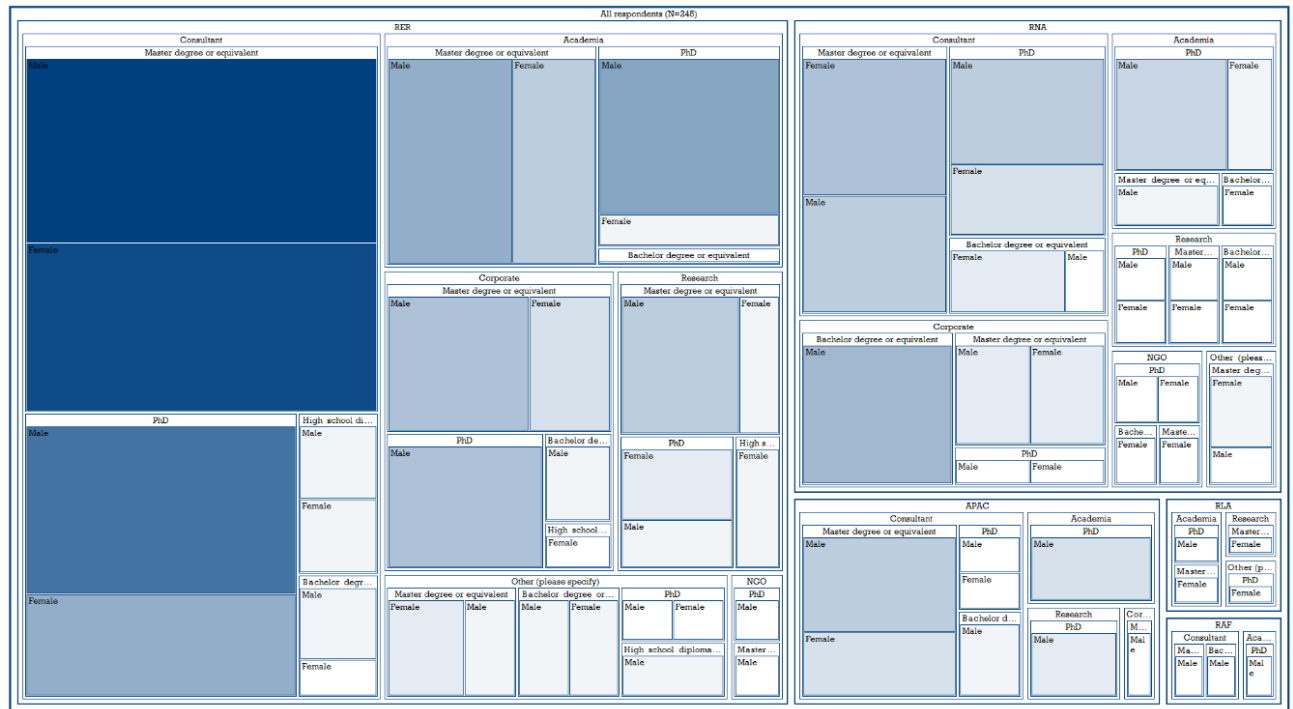 All respondents (N=245)
RER
Consultant
Master degree or equivalent
Male
Female
PhD
Male
Female
High school di...
Male
Female
Bachelor degr...
Male
Female
Academia
Master degree or equivalent
Male
Female
PhD
Male
Female
Bachelor degree or equivalent
Corporate
Master degree or equivalent
Male
Female
PhD
Male
Bachelor de...
Male
High school...
Female
Research
Master degree or equivalent
Male
Female
PhD
Female
Male
High s...
Female
Other (please specify)
Master degree or equivalent
Female
Male
Bachelor degree or...
Male
Female
PhD
Male
Female
High school diploma...
Male
NGO
PhD
Male
Master...
Male
RNA
Consultant
Master degree or equivalent
Female
Male
PhD
Male
Female
Bachelor degree or equivalent
Female
Male
Corporate
Bachelor degree or equivalent
Male
Master degree or equivalent
Male
Female
PhD
Male
Female
Academia
PhD
Male
Female
Master degree or eq...
Male
Bachelor...
Female
Research
PhD
Male
Female
Master...
Male
Female
Bachelor...
Male
Female
NGO
PhD
Male
Female
Bache...
Female
Maste...
Female
Other (pleas...
Master deg...
Female
Male
APAC
Consultant
Master degree or equivalent
Male
Female
PhD
Male
Female
Bachelor d...
Male
Academia
PhD
Male
Research
PhD
Male
Cor...
M...
Mal
e
RLA
Academia
PhD
Male
Master...
Female
Research
Master...
Female
Other (p...
PhD
Female
RAF
Consultant
Ma...
Male
Bac...
Male
Aca...
PhD
Mal
e